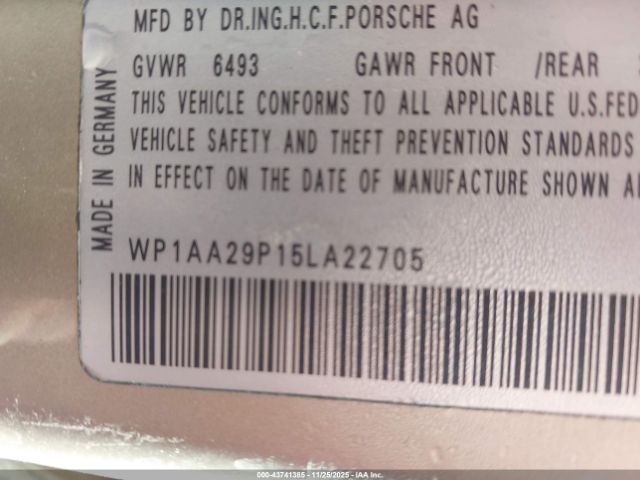 MFD BY DR.ING.H.C.F.PORSCHE AG
GVWR 6493 GAWR FRONT /REAR
THIS VEHICLE CONFORMS TO ALL APPLICABLE U.S.FED
VEHICLE SAFETY AND THEFT PREVENTION STANDARDS
IN EFFECT ON THE DATE OF MANUFACTURE SHOWN A
MADE IN GERMANY
WP1AA29P15LA22705
000-43741385 - 11/25/2025 - IAA